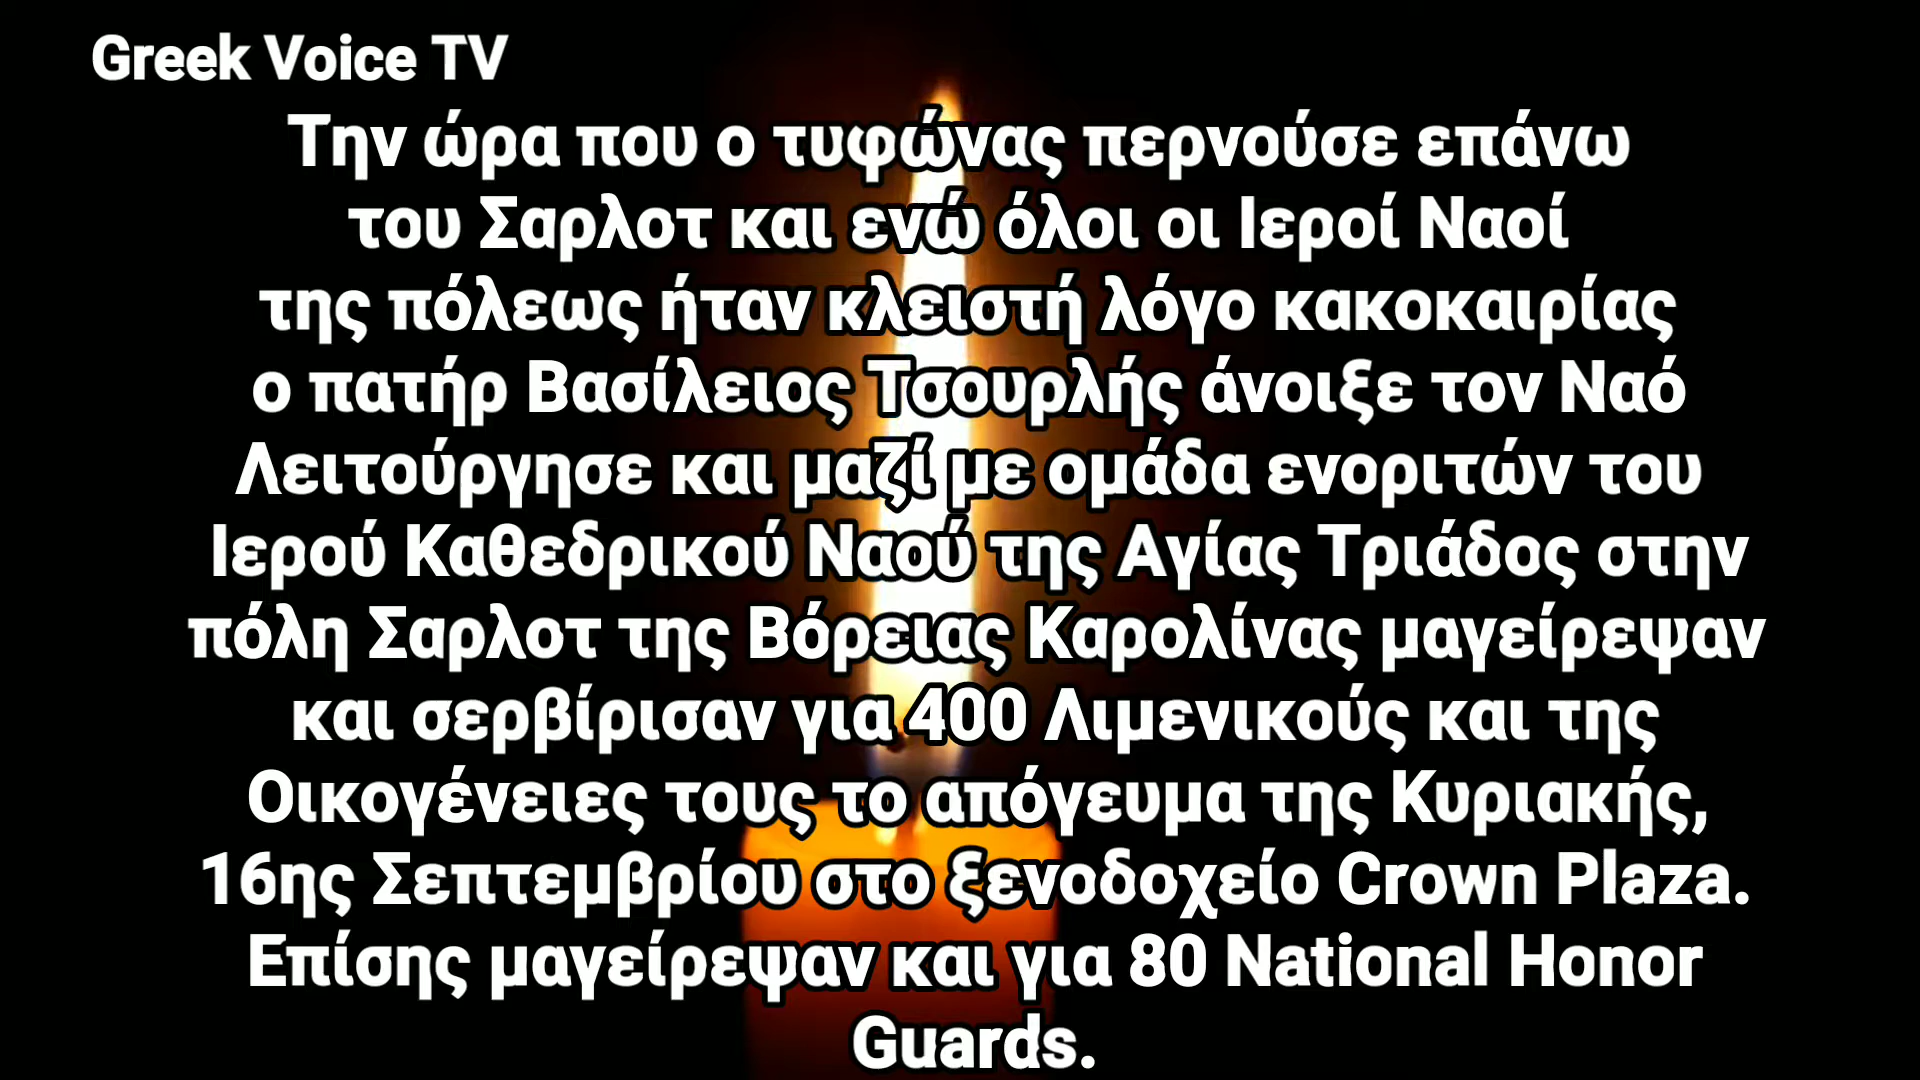 Greek Voice TV
Την ώρα που ο τυφώνας περνούσε επάνω
του Σαρλοτ και ενώ όλοι οι Ιεροί Ναοί
της πόλεως ήταν κλειστή λόγο κακοκαιρίας
ο πατήρ Βασίλειος Τσουρλής άνοιξε τον Ναό
Λειτούργησε και μαζί με ομάδα ενοριτών του
Ιερού Καθεδρικού Ναού της Αγίας Τριάδος στην
πόλη Σαρλοτ της Βόρειας Καρολίνας μαγείρεψαν
και σερβίρισαν για 400 Λιμενικούς και της
Οικογένειες τους το απόγευμα της Κυριακής,
16ης Σεπτεμβρίου στο ξενοδοχείο Crown Plaza.
Επίσης μαγείρεψαν και για 80 National Honor
Guards.